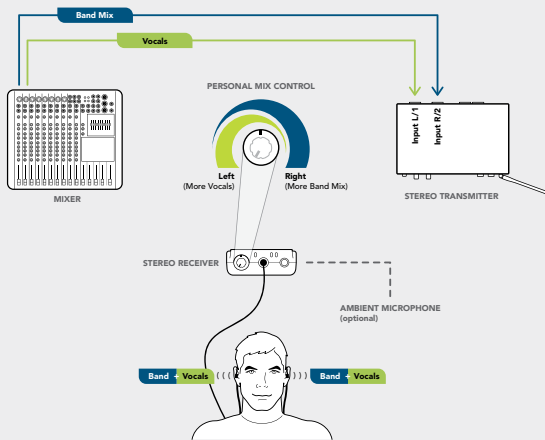 Band Mix
Vocals
PERSONAL MIX CONTROL
Input L/1
Input R/2
Left
(More Vocals)
Right
(More Band Mix)
MIXER
STEREO TRANSMITTER
STEREO RECEIVER
AMBIENT MICROPHONE
(optional)
Band + Vocals
Band + Vocals